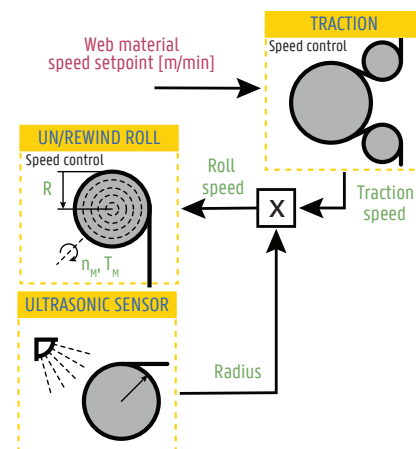 TRACTION
Speed control
Web material
speed setpoint [m/min]
UN/REWIND ROLL
Speed control
R
n_M, T_M
Roll
speed
X
Traction
speed
ULTRASONIC SENSOR
Radius